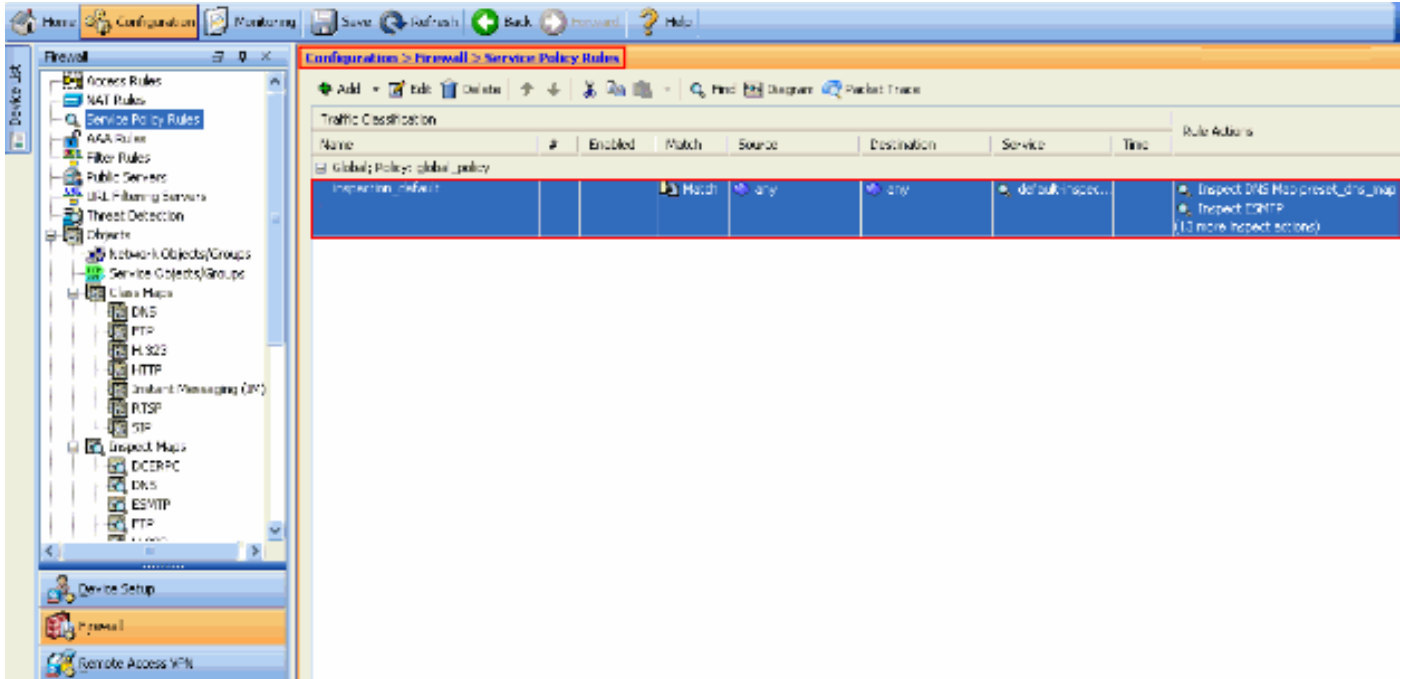 Home Configuration Monitoring Save Refresh Back Forward Help
Device List
Firewall
Access Rules
NAT Rules
Service Policy Rules
AAA Rules
Filter Rules
Public Servers
URL Filtering Servers
Threat Detection
Objects
Network Objects/Groups
Service Objects/Groups
Class Maps
DNS
FTP
H.323
HTTP
Instant Messaging (IM)
RTSP
SIP
Inspect Maps
DCERPC
DNS
ESMTP
FTP
Device Setup
Firewall
Remote Access VPN
Configuration > Firewall > Service Policy Rules
Add Edit Delete Find Diagram Packet Trace
Traffic Classification
Rule Actions
Name # Enabled Match Source Destination Service Time
Global; Policy: global_policy
inspection_default Match any any default-inspec...
Inspect DNS Map preset_dns_map
Inspect ESMTP
(13 more inspect actions)